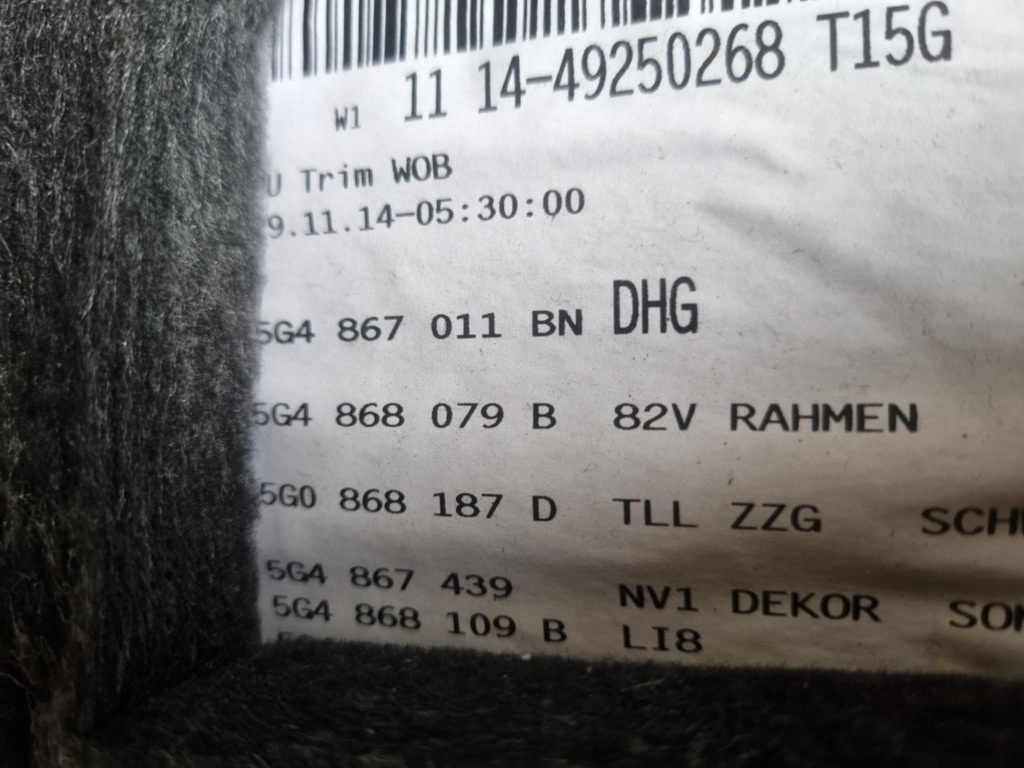 W1 11 14-49250268 T15G
U Trim WOB
9.11.14-05:30:00
5G4 867 011 BN DHG
5G4 868 079 B 82V RAHMEN
5G0 868 187 D TLL ZZG
5G4 867 439 NV1 DEKOR
5G4 868 109 B LI8